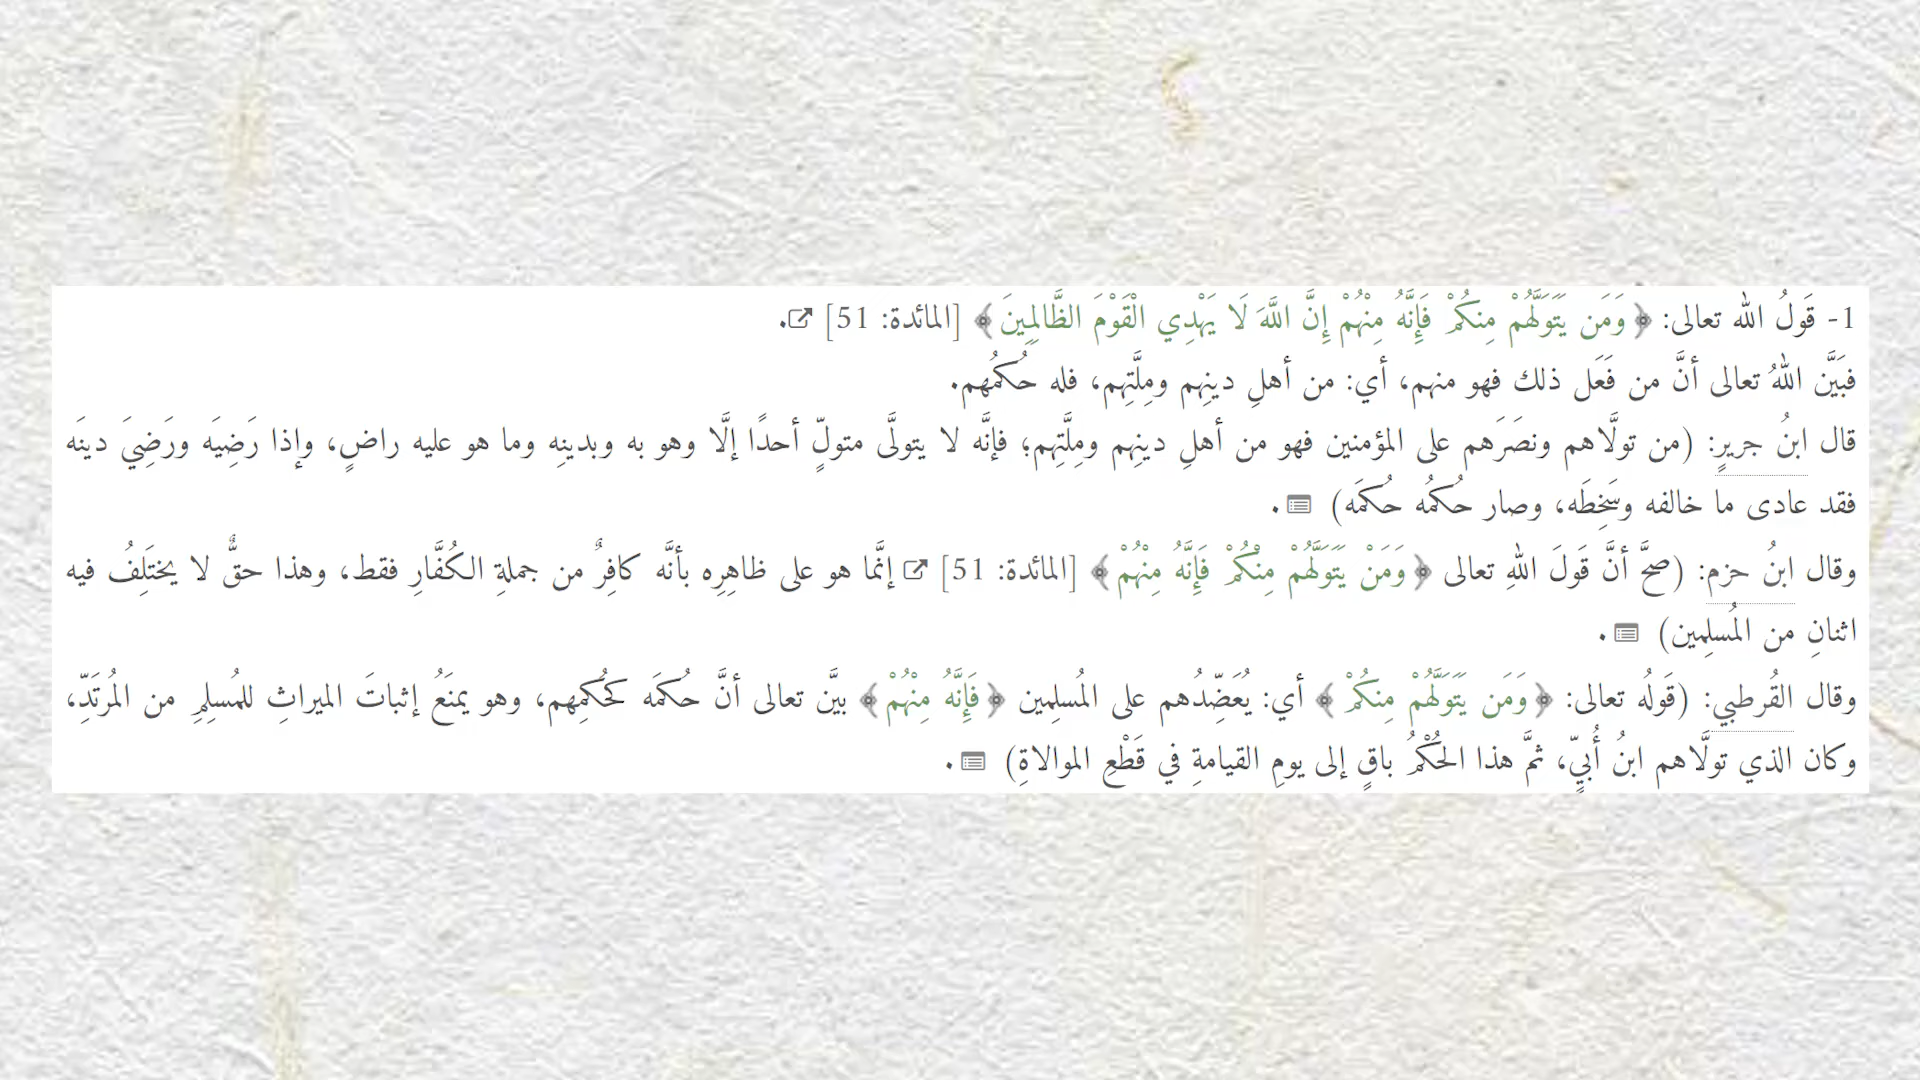 1- قَولُ الله تعالى: ﴿وَمَن يَتَوَلَّهُمْ مِنكُمْ فَإِنَّهُ مِنْهُمْ إِنَّ اللَّهَ لَا يَهْدِي الْقَوْمَ الظَّالِمِينَ﴾ [المائدة: 51].
فبَيَّن اللهُ تعالى أنَّ من فَعَل ذلك فهو منهم، أي: من أهلِ دينِهم ومِلَّتِهم، فله حُكمُهم.
قال ابنُ جريرٍ: (من تولَّاهم ونصَرَهم على المؤمنين فهو من أهلِ دينِهم ومِلَّتِهم؛ فإنَّه لا يتولَّى متولٍّ أحدًا إلَّا وهو به وبدينِه وما هو عليه راضٍ، وإذا رَضِيَه ورَضِيَ دينَه
فقد عادى ما خالفه وسَخِطَه، وصار حُكمُه حُكمَه) .
وقال ابنُ حزم: (صحَّ أنَّ قَولَ اللهِ تعالى ﴿وَمَنْ يَتَوَلَّهُمْ مِنْكُمْ فَإِنَّهُ مِنْهُمْ﴾ [المائدة: 51] إنَّما هو على ظاهِرِه بأنَّه كافِرٌ من جملةِ الكُفَّارِ فقط، وهذا حقٌّ لا يختَلِفُ فيه
اثنانِ من المُسلِمين) .
وقال القُرطبي: (قَولُه تعالى: ﴿وَمَن يَتَوَلَّهُمْ مِنكُمْ﴾ أي: يُعَضِّدُهم على المُسلِمين ﴿فَإِنَّهُ مِنْهُمْ﴾ بيَّن تعالى أنَّ حُكمَه كحُكمِهم، وهو يمنَعُ إثباتَ الميراثِ للمُسلِمِ من المُرتَدِّ،
وكان الذي تولَّاهم ابنُ أُبَيٍّ، ثمَّ هذا الحُكْمُ باقٍ إلى يومِ القيامةِ في قَطْعِ الموالاةِ) .